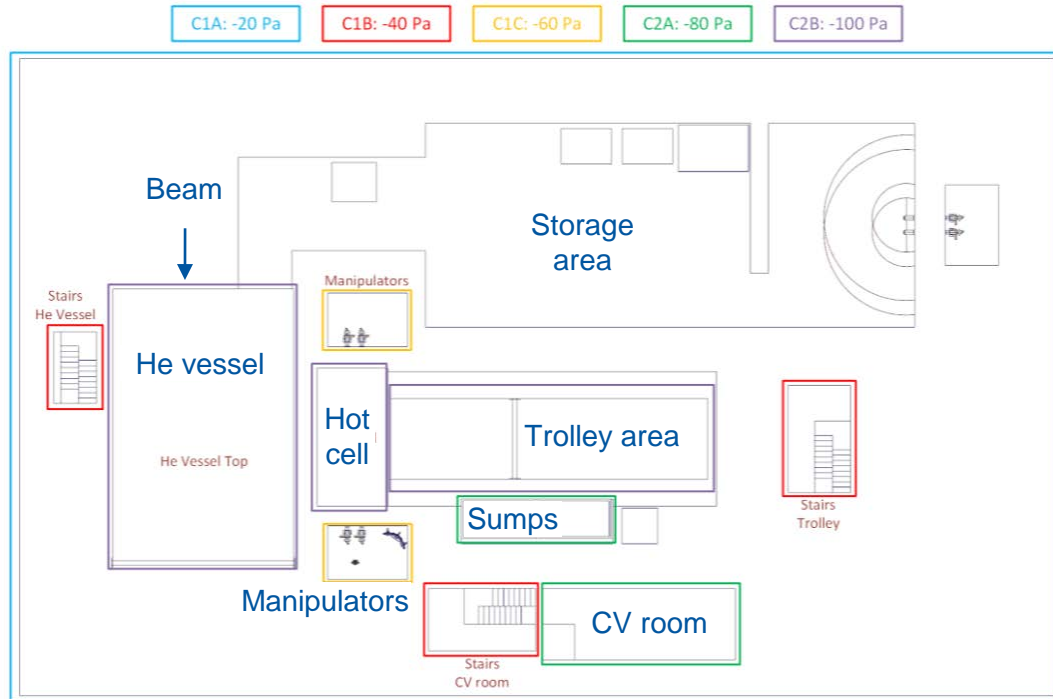 C1A: -20 Pa
C1B: -40 Pa
C1C: -60 Pa
C2A: -80 Pa
C2B: -100 Pa
Beam
Storage
area
Manipulators
Stairs
He Vessel
He vessel
Hot
cell
Trolley area
He Vessel Top
Stairs
Trolley
Sumps
Manipulators
CV room
Stairs
CV room